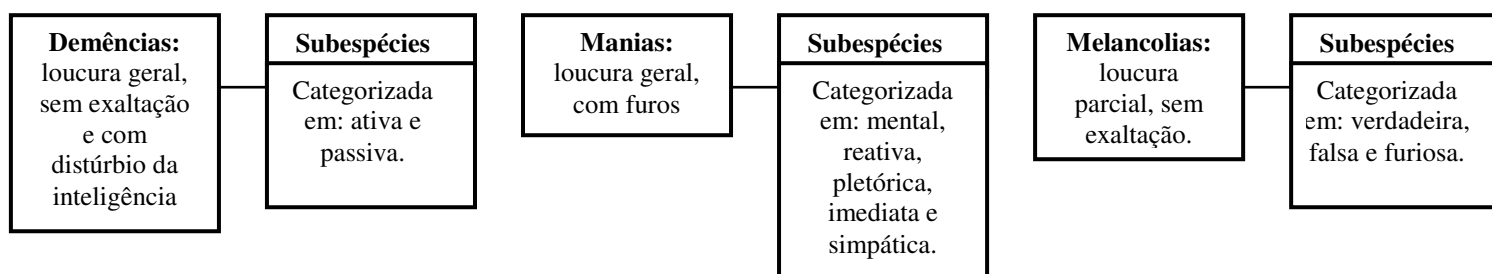 Demências:
loucura geral,
sem exaltação
e com
distúrbio da
inteligência
Subespécies
Categorizada
em: ativa e
passiva.
Manias:
loucura geral,
com furos
Subespécies
Categorizada
em: mental,
reativa,
pletórica,
imediata e
simpática.
Melancolias:
loucura
parcial, sem
exaltação.
Subespécies
Categorizada
em: verdadeira,
falsa e furiosa.